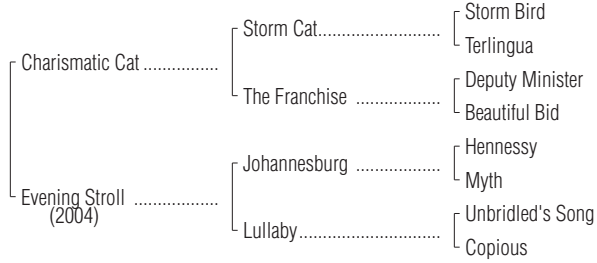 Storm Bird
Storm Cat................................
Terlingua
Charismatic Cat ................
Deputy Minister
The Franchise ......................
Beautiful Bid
Hennessy
Johannesburg ......................
Myth
Evening Stroll ..................
(2004)
Unbridled's Song
Lullaby.....................................
Copious